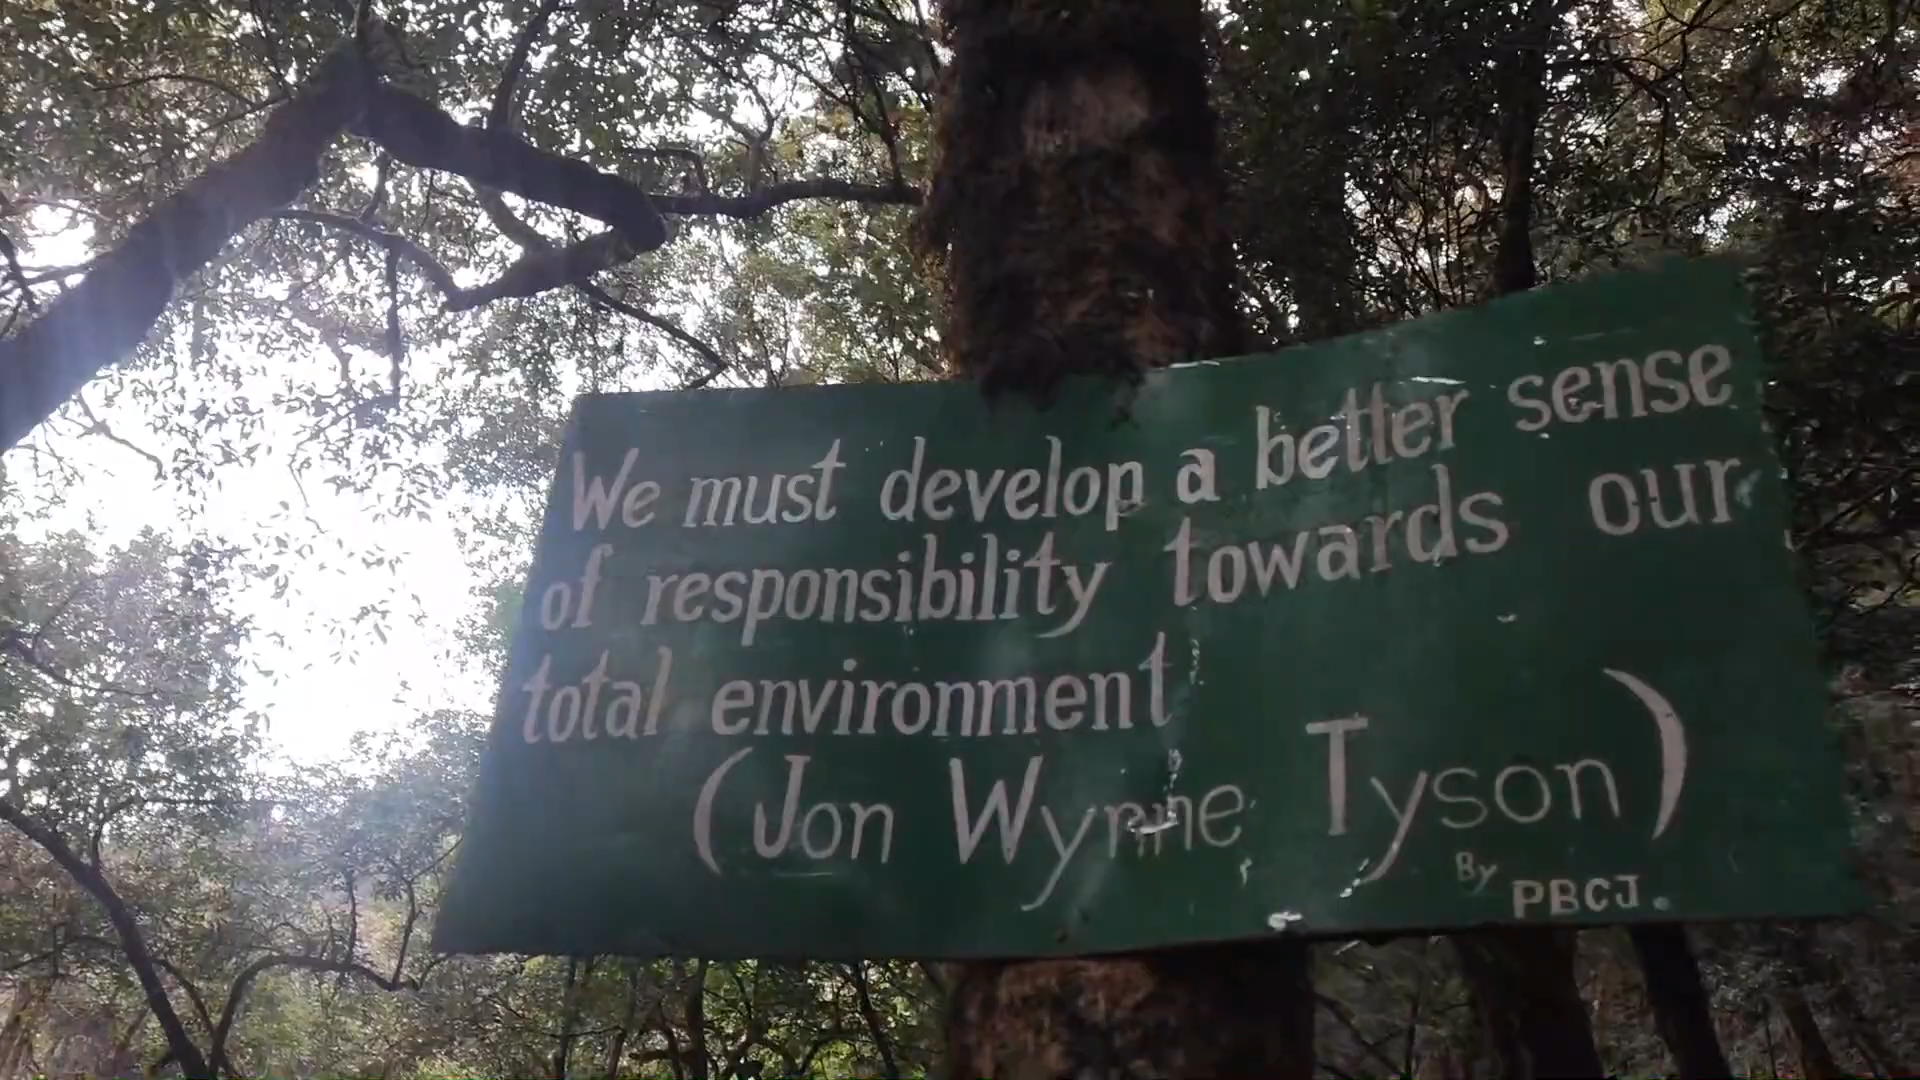 We must develop a better sense
of responsibility towards our
total environment
(Jon Wynne Tyson)
By PBCJ.